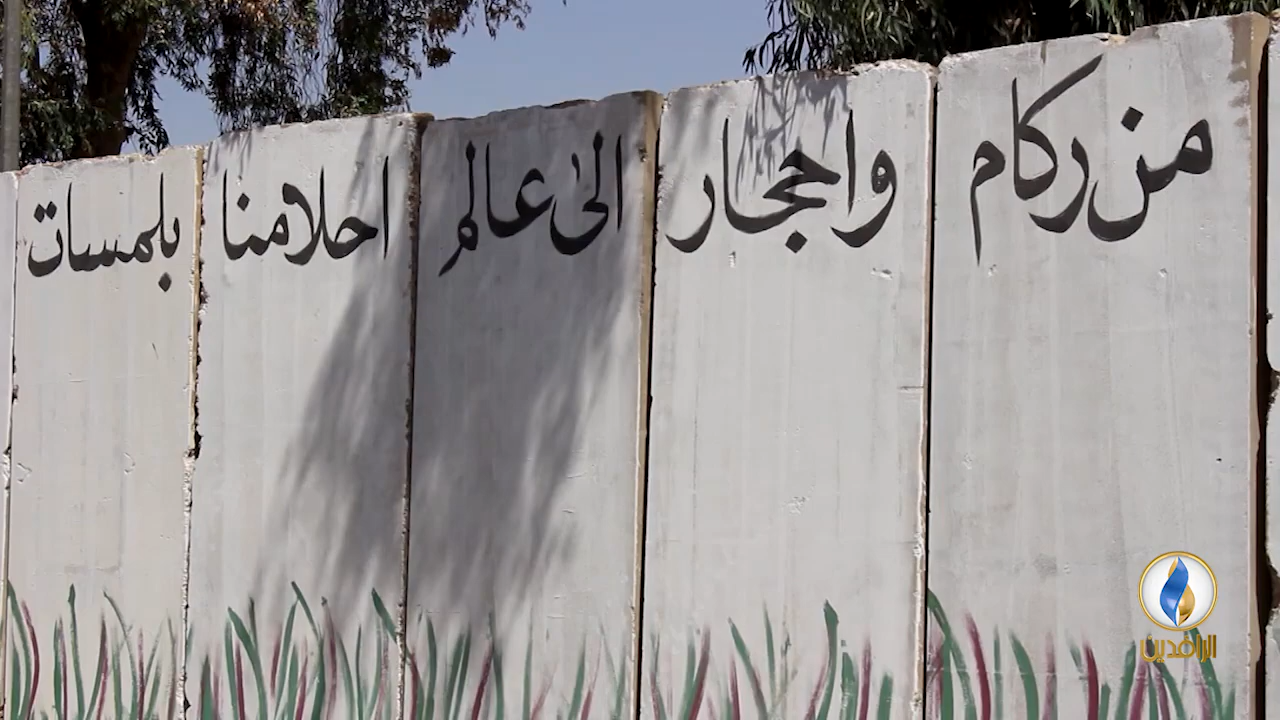 من ركام واحجار الى عالم احلامنا بلمسات
الرافدين